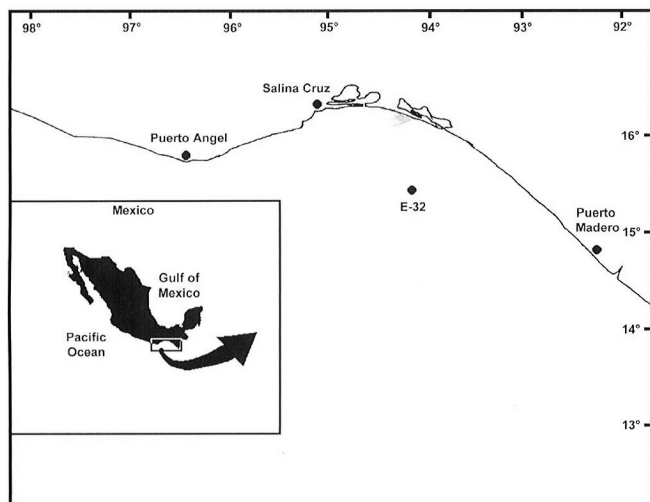 98° 97° 96° 95° 94° 93° 92°
Salina Cruz
16°
Puerto Angel
E-32
Puerto
Madero
15°
Mexico
Gulf of
Mexico
Pacific
Ocean
14°
13°